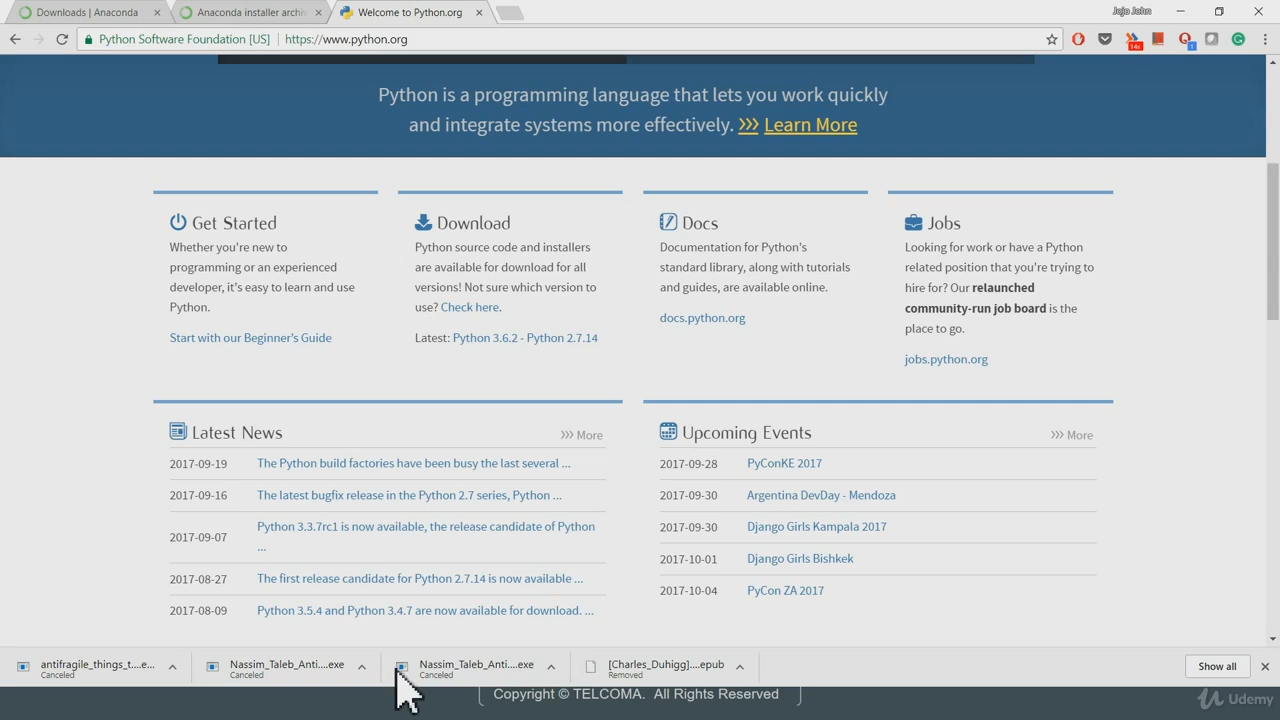 Downloads | Anaconda
Anaconda installer archi
Welcome to Python.org
Jojo John
Python Software Foundation [US]
https://www.python.org
14s
1
Python is a programming language that lets you work quickly
and integrate systems more effectively. >>> Learn More
Get Started
Whether you're new to
programming or an experienced
developer, it's easy to learn and use
Python.
Start with our Beginner's Guide
Download
Python source code and installers
are available for download for all
versions! Not sure which version to
use? Check here.
Latest: Python 3.6.2 - Python 2.7.14
Docs
Documentation for Python's
standard library, along with tutorials
and guides, are available online.
docs.python.org
Jobs
Looking for work or have a Python
related position that you're trying to
hire for? Our relaunched
community-run job board is the
place to go.
jobs.python.org
Latest News
>>> More
2017-09-19 The Python build factories have been busy the last several ...
2017-09-16 The latest bugfix release in the Python 2.7 series, Python ...
2017-09-07 Python 3.3.7rc1 is now available, the release candidate of Python
...
2017-08-27 The first release candidate for Python 2.7.14 is now available ...
2017-08-09 Python 3.5.4 and Python 3.4.7 are now available for download. ...
Upcoming Events
>>> More
2017-09-28 PyConKE 2017
2017-09-30 Argentina DevDay - Mendoza
2017-09-30 Django Girls Kampala 2017
2017-10-01 Django Girls Bishkek
2017-10-04 PyCon ZA 2017
antifragile_things_t....e...
Canceled
Nassim_Taleb_Anti....exe
Canceled
Nassim_Taleb_Anti....exe
Canceled
[Charles_Duhigg]....epub
Removed
Show all
Copyright © TELCOMA. All Rights Reserved
Udemy